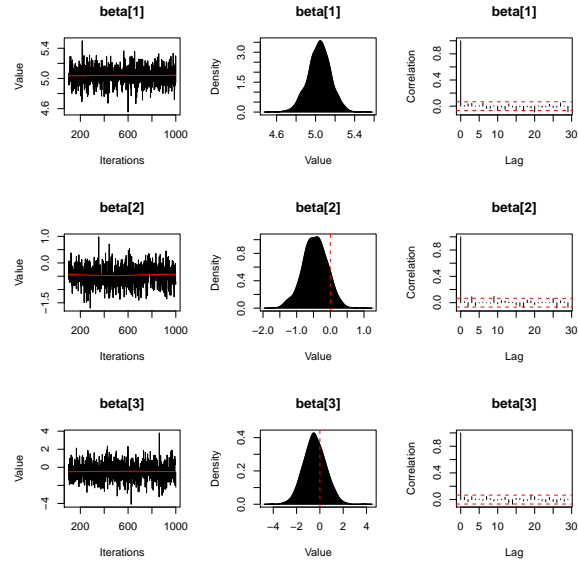 beta[1]
beta[1]
beta[1]
Value
4.6 5.0 5.4
200 600 1000
Iterations
Density
0.0 1.5 3.0
4.6 5.0 5.4
Value
Correlation
0.0 0.4 0.8
0 5 10 20 30
Lag
beta[2]
beta[2]
beta[2]
Value
−1.5 0.0 1.0
200 600 1000
Iterations
Density
0.0 0.4 0.8
−2.0 −1.0 0.0 1.0
Value
Correlation
0.0 0.4 0.8
0 5 10 20 30
Lag
beta[3]
beta[3]
beta[3]
Value
−4 0 2 4
200 600 1000
Iterations
Density
0.0 0.2 0.4
−4 −2 0 2 4
Value
Correlation
0.0 0.4 0.8
0 5 10 20 30
Lag